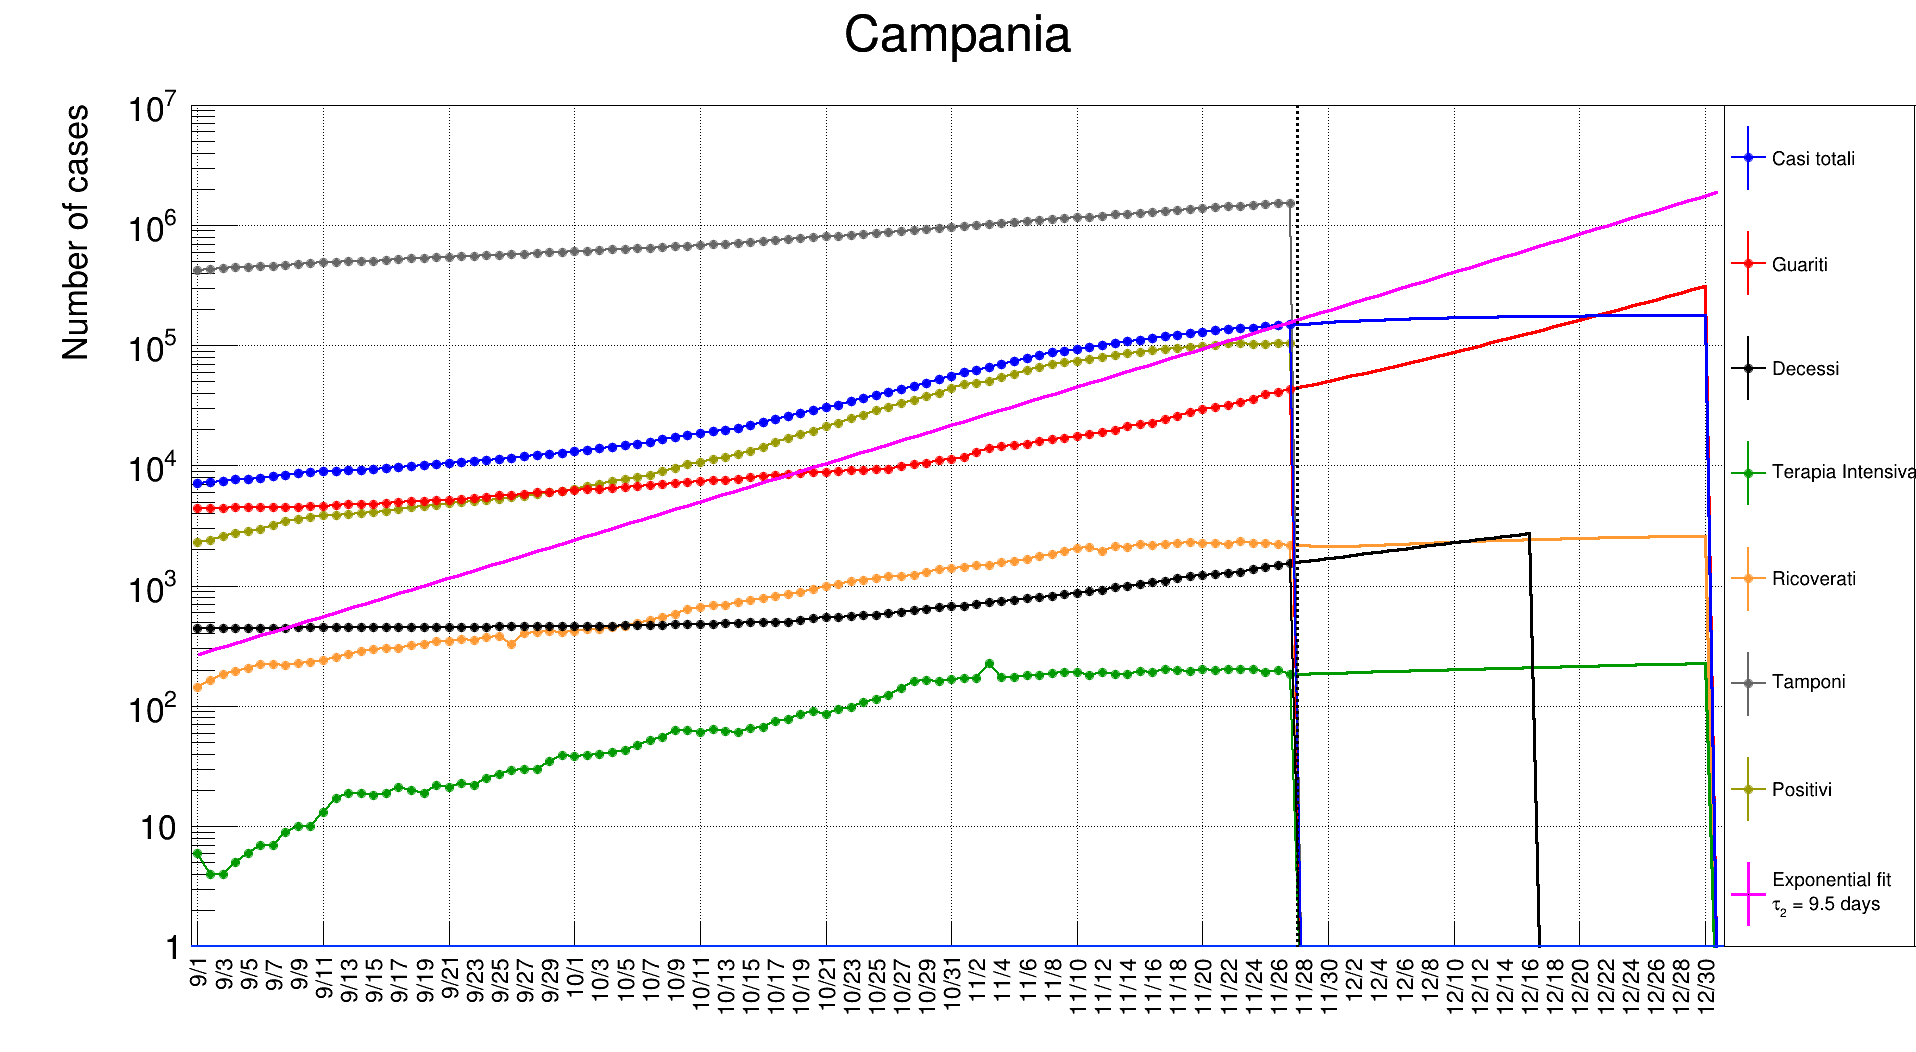 Campania
Number of cases
10^7
10^6
10^5
10^4
10^3
10^2
10
1
9/1 9/3 9/5 9/7 9/9 9/11 9/13 9/15 9/17 9/19 9/21 9/23 9/25 9/27 9/29 10/1 10/3 10/5 10/7 10/9 10/11 10/13 10/15 10/17 10/19 10/21 10/23 10/25 10/27 10/29 10/31 11/2 11/4 11/6 11/8 11/10 11/12 11/14 11/16 11/18 11/20 11/22 11/24 11/26 11/28 11/30 12/2 12/4 12/6 12/8 12/10 12/12 12/14 12/16 12/18 12/20 12/22 12/24 12/26 12/28 12/30
Casi totali
Guariti
Decessi
Terapia Intensiva
Ricoverati
Tamponi
Positivi
Exponential fit
τ_2 = 9.5 days